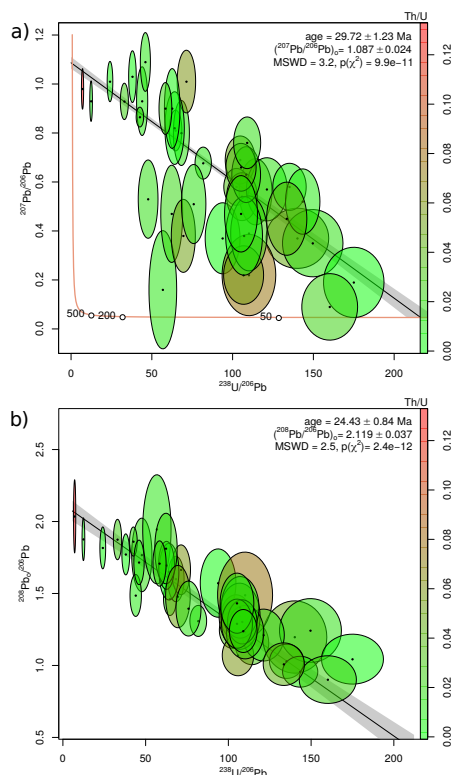 Th/U
a)
age = 29.72 ± 1.23 Ma
(²⁰⁷Pb/²⁰⁶Pb)ₒ= 1.087 ± 0.024
MSWD = 3.2, p(χ²) = 9.9e−11
²⁰⁷Pb/²⁰⁶Pb
1.2
1.0
0.8
0.6
0.4
0.2
0.0
500
200
50
0 50 100 150 200
²³⁸U/²⁰⁶Pb
0.12
0.10
0.08
0.06
0.04
0.02
0.00
Th/U
b)
age = 24.43 ± 0.84 Ma
(²⁰⁸Pb/²⁰⁶Pb)ₒ= 2.119 ± 0.037
MSWD = 2.5, p(χ²) = 2.4e−12
²⁰⁸Pbₒ/²⁰⁶Pb
2.5
2.0
1.5
1.0
0.5
0 50 100 150 200
²³⁸U/²⁰⁶Pb
0.12
0.10
0.08
0.06
0.04
0.02
0.00